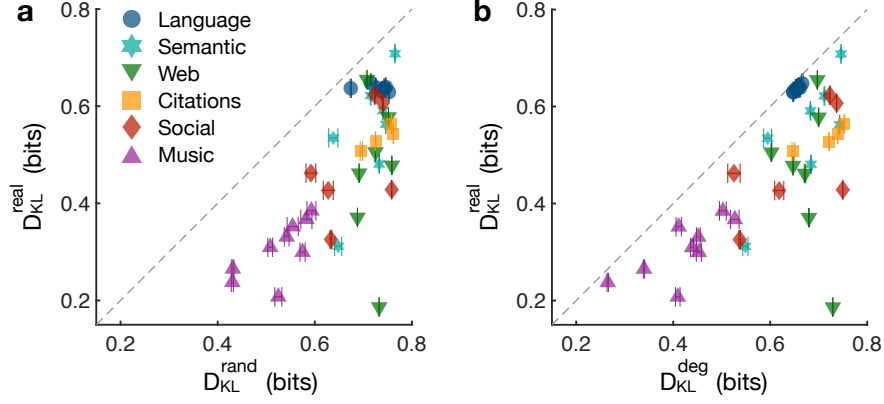 a
Language
Semantic
Web
Citations
Social
Music
0.8
0.6
0.4
0.2
D_KL^real (bits)
0.2 0.4 0.6 0.8
D_KL^rand (bits)
b
0.8
0.6
0.4
0.2
D_KL^real (bits)
0.2 0.4 0.6 0.8
D_KL^deg (bits)